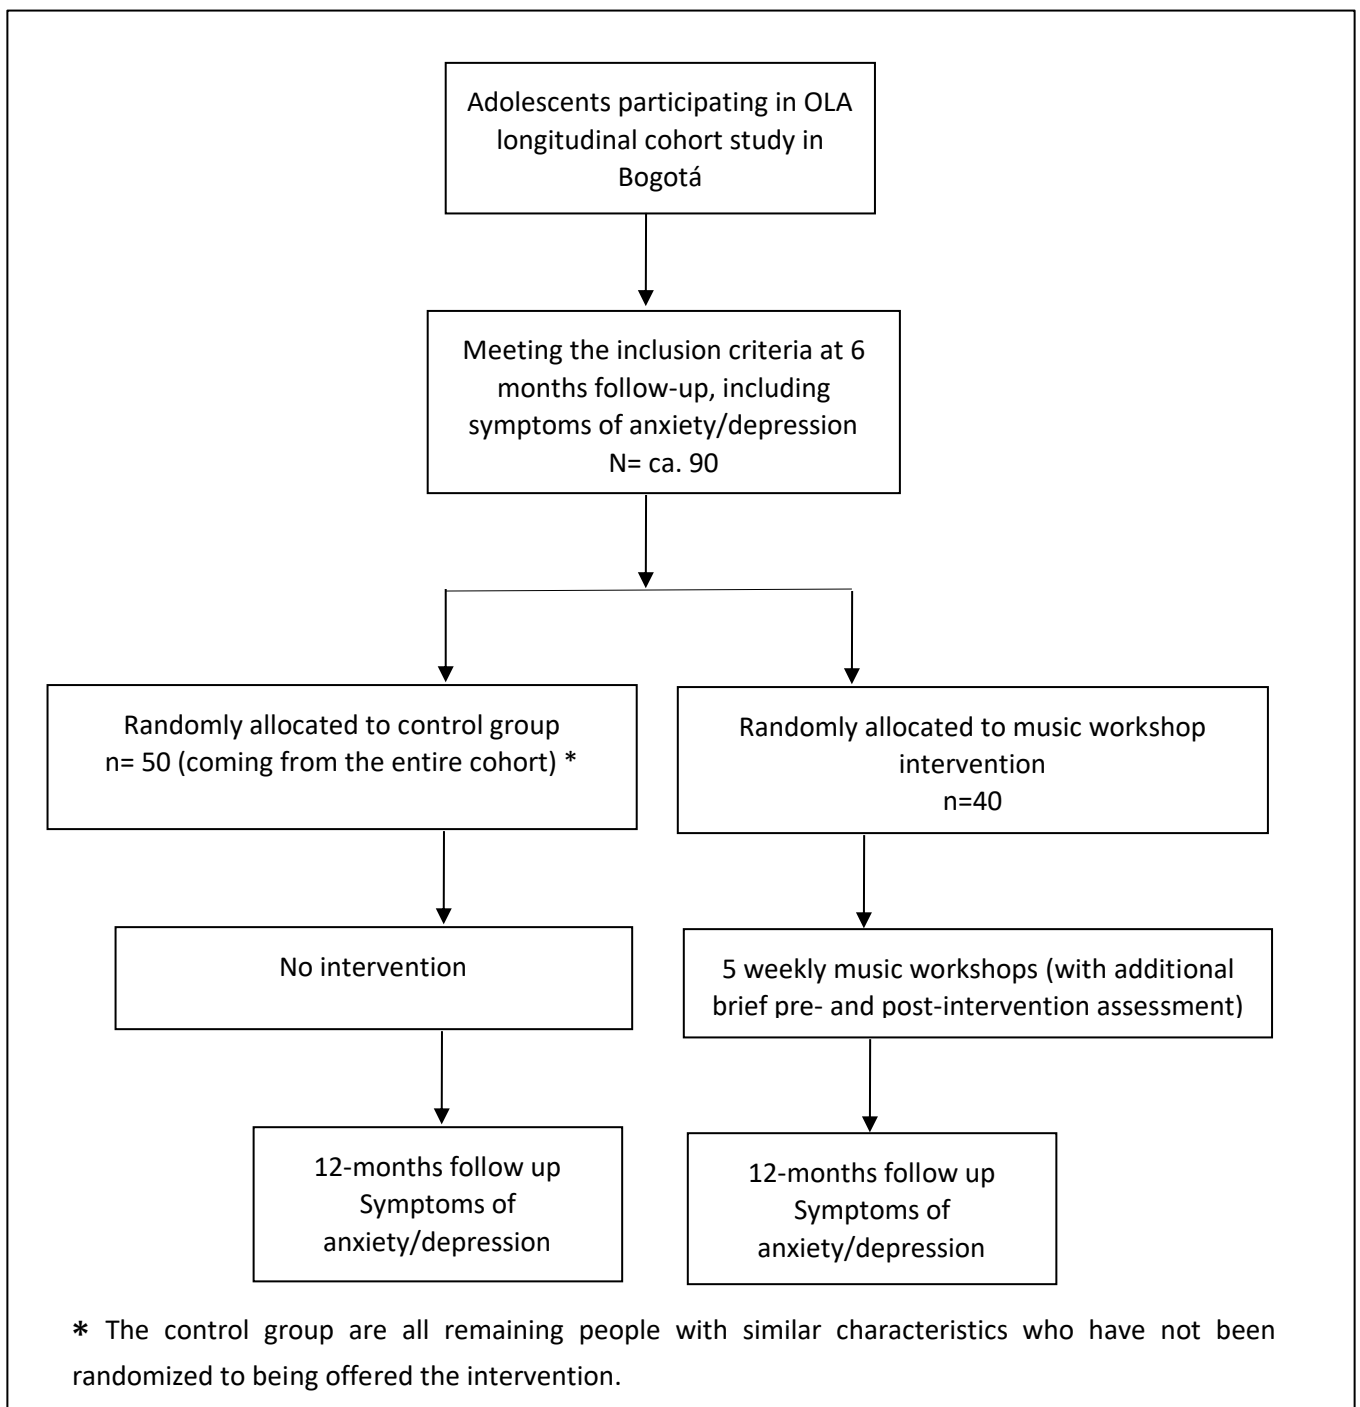 Adolescents participating in OLA
longitudinal cohort study in
Bogotá
Meeting the inclusion criteria at 6
months follow-up, including
symptoms of anxiety/depression
N= ca. 90
Randomly allocated to control group
n= 50 (coming from the entire cohort) *
Randomly allocated to music workshop
intervention
n=40
No intervention
5 weekly music workshops (with additional
brief pre- and post-intervention assessment)
12-months follow up
Symptoms of
anxiety/depression
12-months follow up
Symptoms of
anxiety/depression
* The control group are all remaining people with similar characteristics who have not been
randomized to being offered the intervention.